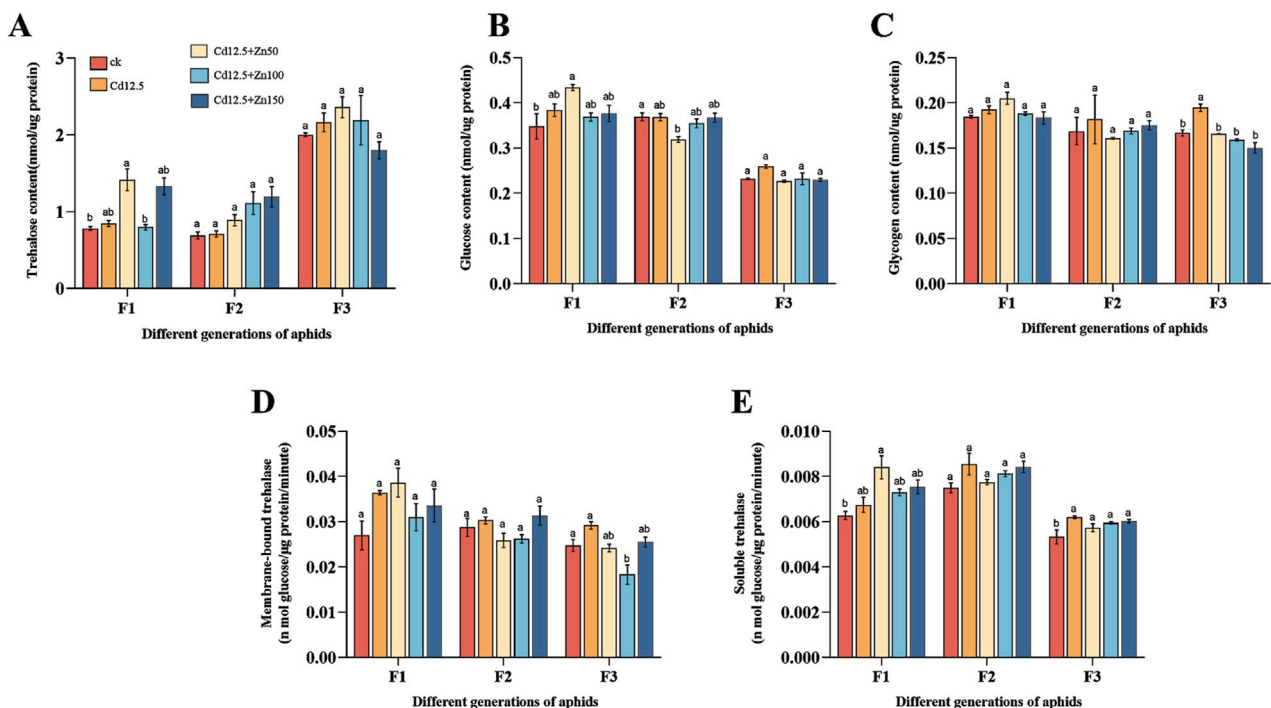 A
Trehalose content(nmol/ug protein)
3
2
1
0
ck
Cd12.5
Cd12.5+Zn50
Cd12.5+Zn100
Cd12.5+Zn150
b ab a b ab
a a a a a
a a a a a
F1 F2 F3
Different generations of aphids
B
Glucose content (nmol/ug protein)
0.5
0.4
0.3
0.2
0.1
0.0
b ab a ab ab
a a b ab ab
a a a a a
F1 F2 F3
Different generations of aphids
C
Glycogen content (nmol/ug protein)
0.25
0.20
0.15
0.10
0.05
0.00
a a a a a
a a a a a
b a b b b
F1 F2 F3
Different generations of aphids
D
Membrane-bound trehalase
(n mol glucose/μg protein/minute)
0.05
0.04
0.03
0.02
0.01
0.00
a a a a a
a a a a a
a a ab b ab
F1 F2 F3
Different generations of aphids
E
Soluble trehalase
(n mol glucose/μg protein/minute)
0.010
0.008
0.006
0.004
0.002
0.000
b ab a ab ab
a a a a a
b a a a a
F1 F2 F3
Different generations of aphids